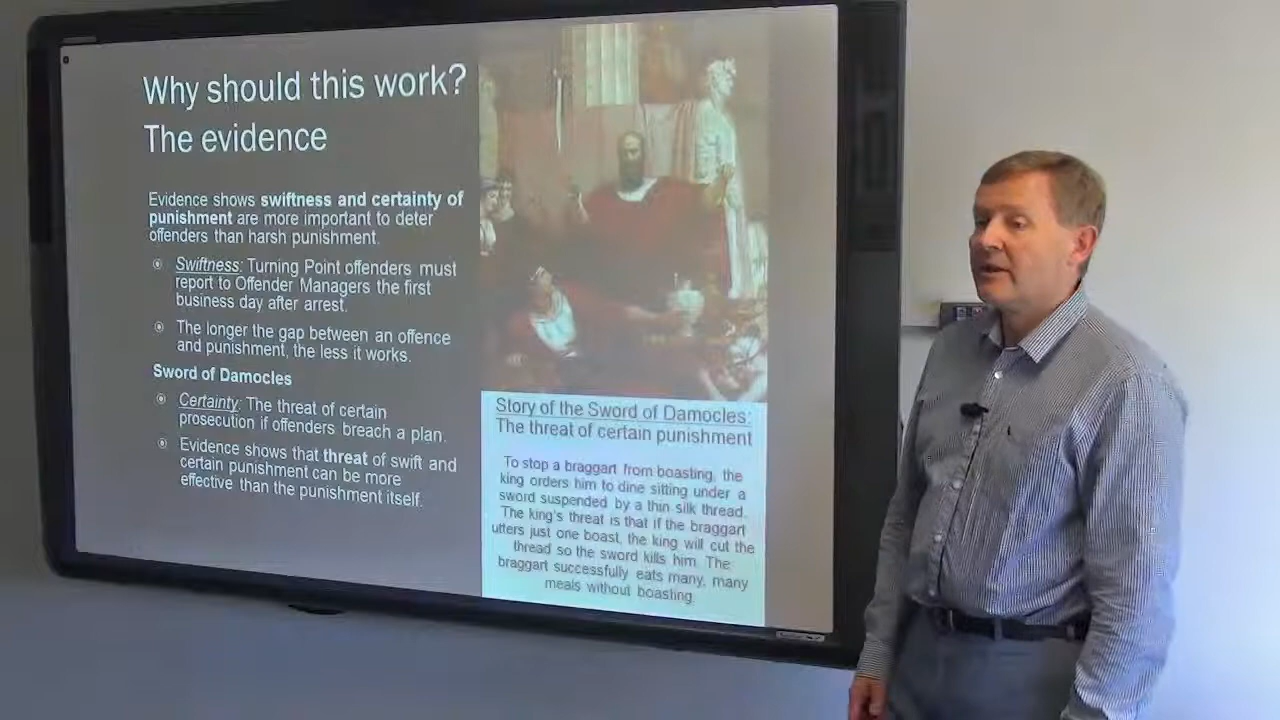 Why should this work?
The evidence
Evidence shows swiftness and certainty of
punishment are more important to deter
offenders than harsh punishment.
Swiftness: Turning Point offenders must
report to Offender Managers the first
business day after arrest.
The longer the gap between an offence
and punishment, the less it works.
Sword of Damocles
Certainty: The threat of certain
prosecution if offenders breach a plan.
Evidence shows that threat of swift and
certain punishment can be more
effective than the punishment itself.
Story of the Sword of Damocles:
The threat of certain punishment
To stop a braggart from boasting, the
king orders him to dine sitting under a
sword suspended by a thin silk thread.
The king's threat is that if the braggart
utters just one boast, the king will cut the
thread so the sword kills him. The
braggart successfully eats many, many
meals without boasting.